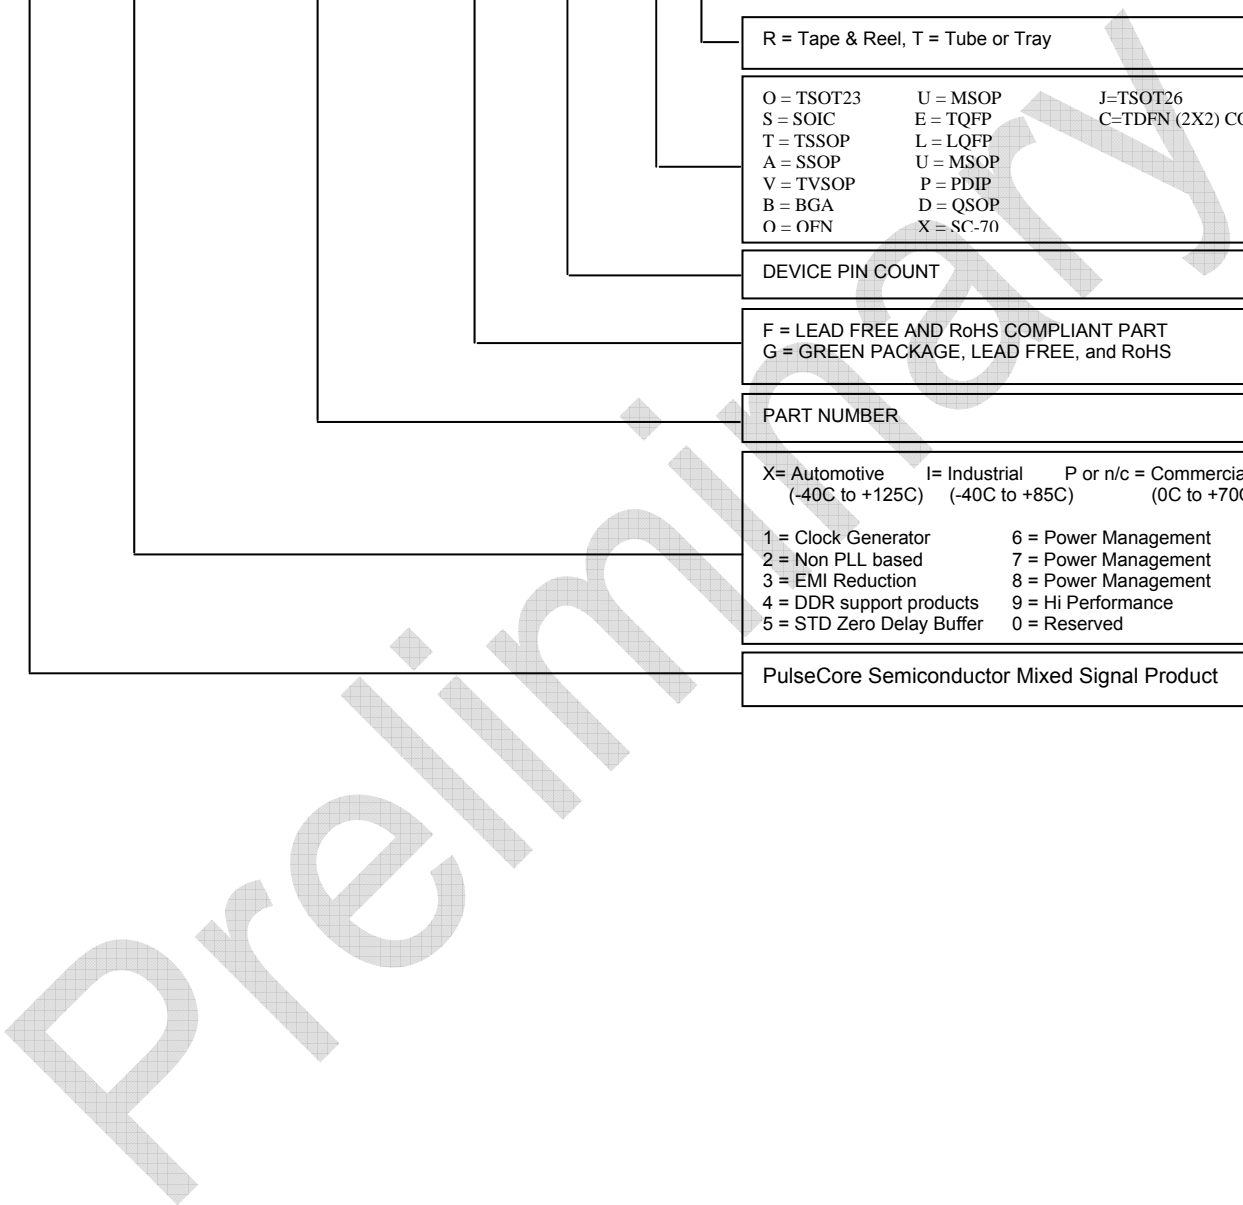 R = Tape & Reel, T = Tube or Tray
O = TSOT23 U = MSOP J=TSOT26
S = SOIC E = TQFP C=TDFN (2X2)
T = TSSOP L = LQFP
A = SSOP U = MSOP
V = TVSOP P = PDIP
B = BGA D = QSOP
X = SC-70
DEVICE PIN COUNT
F = LEAD FREE AND RoHS COMPLIANT PART
G = GREEN PACKAGE, LEAD FREE, and RoHS
PART NUMBER
X= Automotive I= Industrial P or n/c = Commercia
(-40C to +125C) (-40C to +85C) (0C to +70C
1 = Clock Generator 6 = Power Management
2 = Non PLL based 7 = Power Management
3 = EMI Reduction 8 = Power Management
4 = DDR support products 9 = Hi Performance
5 = STD Zero Delay Buffer 0 = Reserved
PulseCore Semiconductor Mixed Signal Product
Preliminary